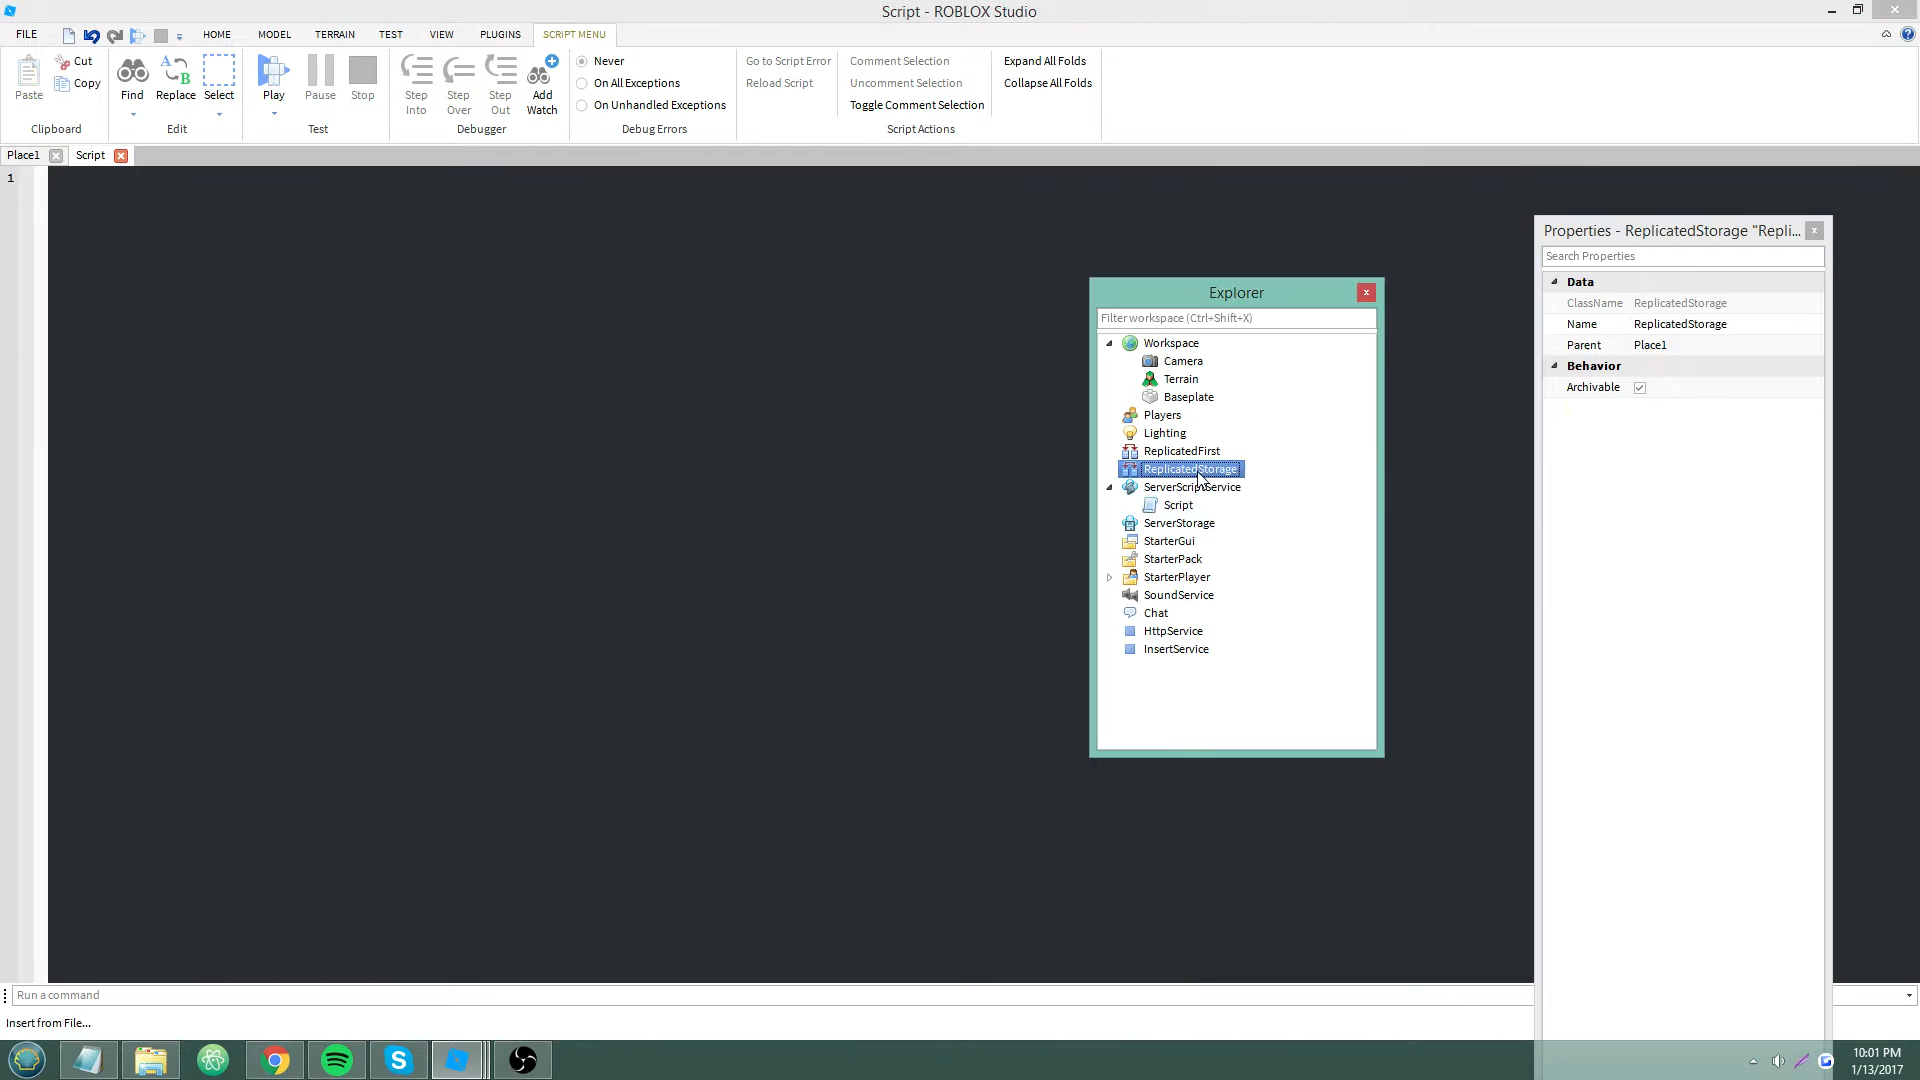 Script - ROBLOX Studio
FILE
HOME
MODEL
TERRAIN
TEST
VIEW
PLUGINS
SCRIPT MENU
Paste
Cut
Copy
Clipboard
Find
Replace
Select
Edit
Play
Pause
Stop
Test
Step Into
Step Over
Step Out
Add Watch
Debugger
Never
On All Exceptions
On Unhandled Exceptions
Debug Errors
Go to Script Error
Reload Script
Comment Selection
Uncomment Selection
Toggle Comment Selection
Script Actions
Expand All Folds
Collapse All Folds
Place1
Script
1
Explorer
Filter workspace (Ctrl+Shift+X)
Workspace
Camera
Terrain
Baseplate
Players
Lighting
ReplicatedFirst
ReplicatedStorage
ServerScriptService
Script
ServerStorage
StarterGui
StarterPack
StarterPlayer
SoundService
Chat
HttpService
InsertService
Properties - ReplicatedStorage "Repli...
Search Properties
Data
ClassName ReplicatedStorage
Name ReplicatedStorage
Parent Place1
Behavior
Archivable
Run a command
Insert from File...
10:01 PM
1/13/2017